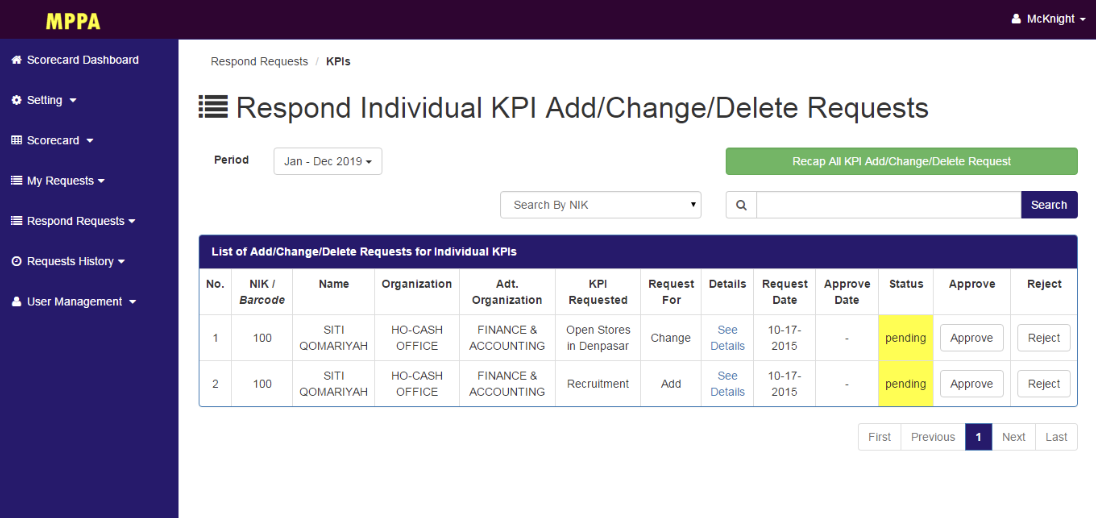 MPPA
McKnight
Scorecard Dashboard
Setting
Scorecard
My Requests
Respond Requests
Requests History
User Management
Respond Requests / KPIs
Respond Individual KPI Add/Change/Delete Requests
Period Jan - Dec 2019 Recap All KPI Add/Change/Delete Request
Search By NIK Search
List of Add/Change/Delete Requests for Individual KPIs
No. NIK / Barcode Name Organization Adt. Organization KPI Requested Request For Details Request Date Approve Date Status Approve Reject
1 100 SITI QOMARIYAH HO-CASH OFFICE FINANCE & ACCOUNTING Open Stores in Denpasar Change See Details 10-17-2015 - pending Approve Reject
2 100 SITI QOMARIYAH HO-CASH OFFICE FINANCE & ACCOUNTING Recruitment Add See Details 10-17-2015 - pending Approve Reject
First Previous 1 Next Last